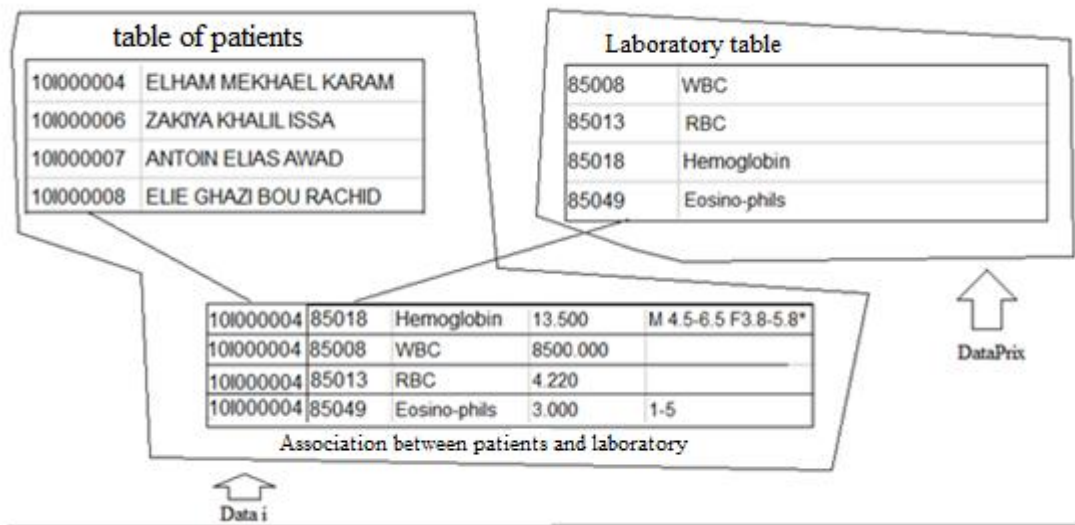 table of patients
10I000004 ELHAM MEKHAEL KARAM
10I000006 ZAKIYA KHALIL ISSA
10I000007 ANTOIN ELIAS AWAD
10I000008 ELIE GHAZI BOU RACHID
Laboratory table
85008 WBC
85013 RBC
85018 Hemoglobin
85049 Eosino-phils
10I000004 85018 Hemoglobin 13.500 M 4.5-6.5 F3.8-5.8*
10I000004 85008 WBC 8500.000
10I000004 85013 RBC 4.220
10I000004 85049 Eosino-phils 3.000 1-5
Association between patients and laboratory
DataPrix
Data i